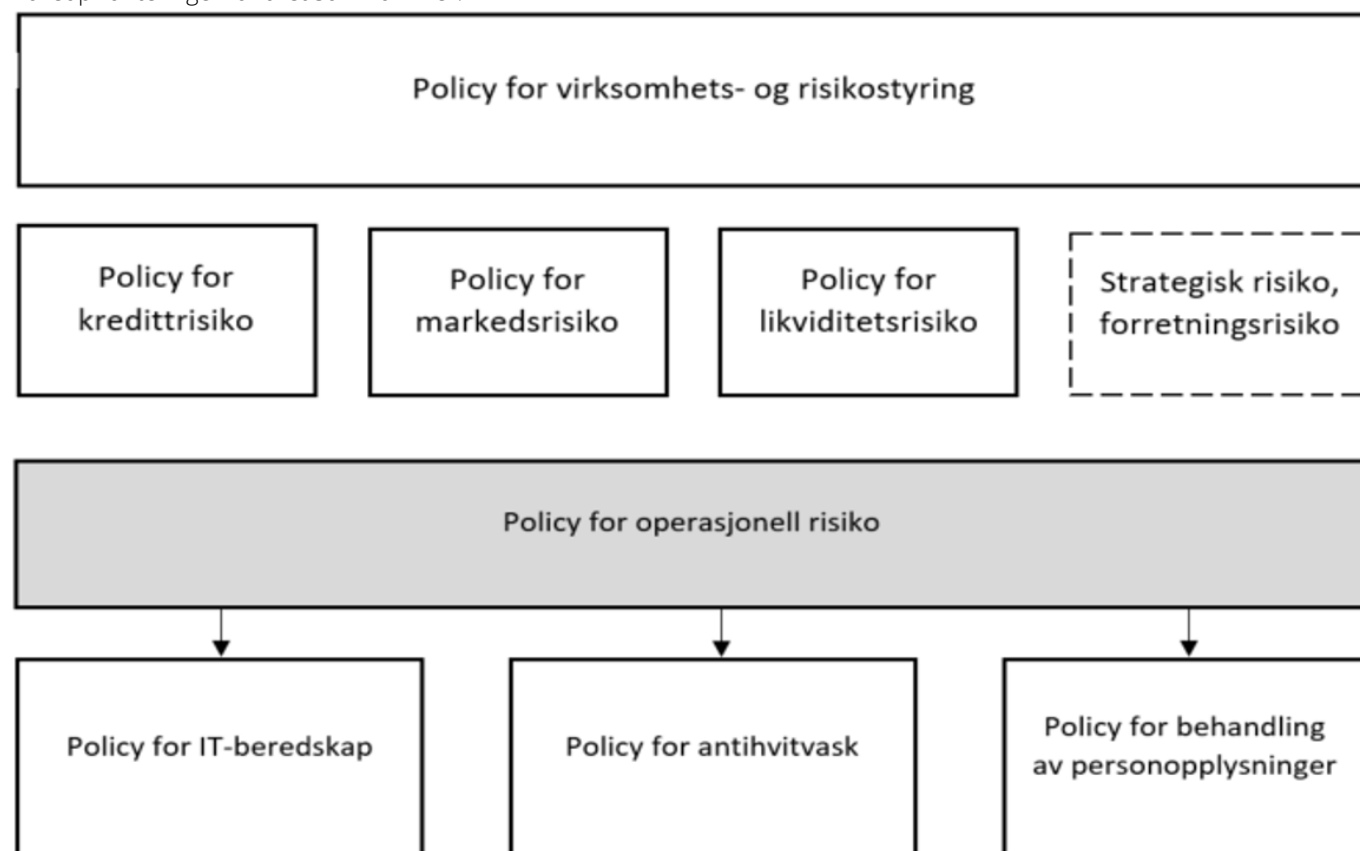 Policy for virksomhets- og risikostyring
Policy for
kredittrisiko
Policy for
markedsrisiko
Policy for
likviditetsrisiko
Strategisk risiko,
forretningsrisiko
Policy for operasjonell risiko
Policy for IT-beredskap
Policy for antihvitvask
Policy for behandling
av personopplysninger